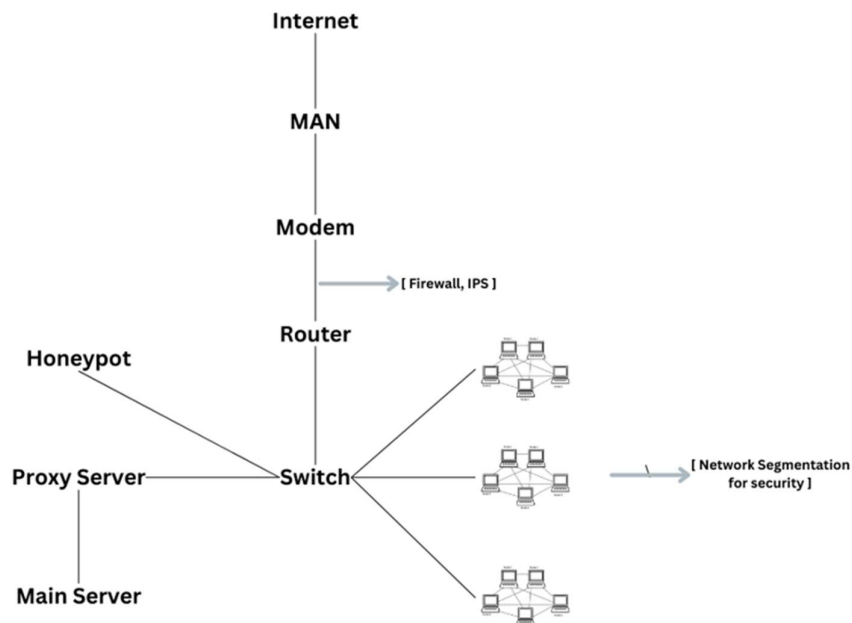 Internet
MAN
Modem
[ Firewall, IPS ]
Router
Honeypot
Proxy Server
Switch
[ Network Segmentation
for security ]
Main Server